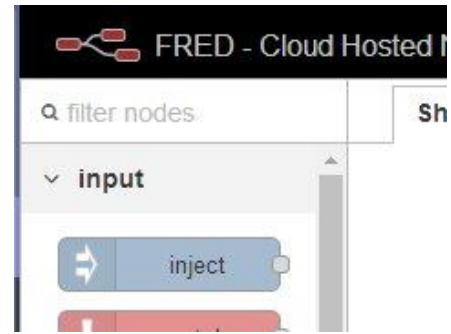 FRED - Cloud Hosted
filter nodes
Sh
input
inject